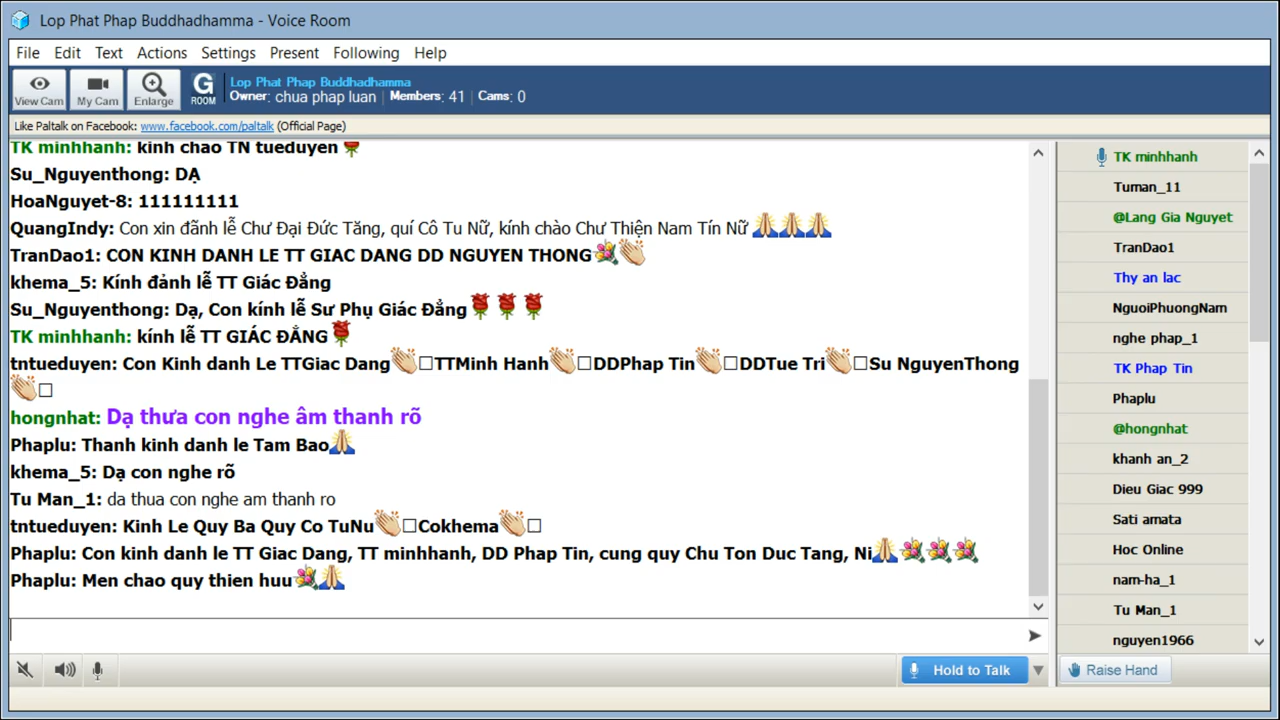 Lop Phat Phap Buddhadhamma - Voice Room
File Edit Text Actions Settings Present Following Help
View Cam My Cam Enlarge G ROOM
Lop Phat Phap Buddhadhamma
Owner: chua phap luan | Members: 41 | Cams: 0
Like Paltalk on Facebook: www.facebook.com/paltalk (Official Page)
TK minhhanh: kinh chao TN tueduyen
Su_Nguyenthong: DẠ
HoaNguyet-8: 111111111
QuangIndy: Con xin đãnh lễ Chư Đại Đức Tăng, quí Cô Tu Nữ, kính chào Chư Thiện Nam Tín Nữ
TranDao1: CON KINH DANH LE TT GIAC DANG DD NGUYEN THONG
khema_5: Kính đảnh lễ TT Giác Đẳng
Su_Nguyenthong: Dạ, Con kính lễ Sư Phụ Giác Đẳng
TK minhhanh: kính lễ TT GIÁC ĐẲNG
tntueduyen: Con Kinh danh Le TTGiac Dang TTMinh Hanh DDPhap Tin DDTue Tri Su NguyenThong
hongnhat: Dạ thưa con nghe âm thanh rõ
Phaplu: Thanh kinh danh le Tam Bao
khema_5: Dạ con nghe rõ
Tu Man_1: da thua con nghe am thanh ro
tntueduyen: Kinh Le Quy Ba Quy Co TuNu Cokhema
Phaplu: Con kinh danh le TT Giac Dang, TT minhhanh, DD Phap Tin, cung quy Chu Ton Duc Tang, Ni
Phaplu: Men chao quy thien huu
Hold to Talk
TK minhhanh
Tuman_11
@Lang Gia Nguyet
TranDao1
Thy an lac
NguoiPhuongNam
nghe phap_1
TK Phap Tin
Phaplu
@hongnhat
khanh an_2
Dieu Giac 999
Sati amata
Hoc Online
nam-ha_1
Tu Man_1
nguyen1966
Raise Hand